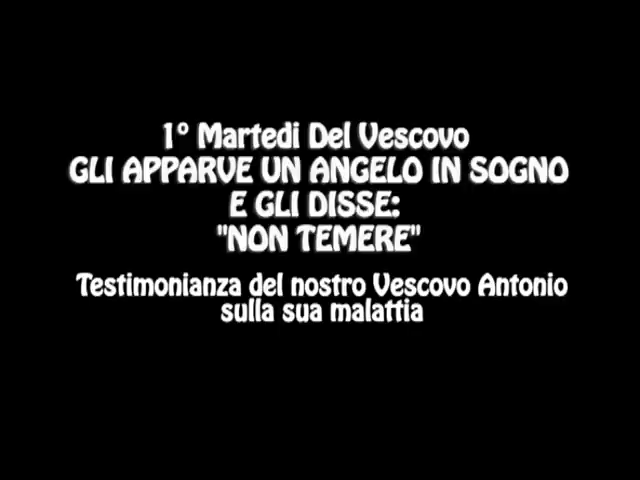 1° Martedi Del Vescovo
GLI APPARVE UN ANGELO IN SOGNO
E GLI DISSE:
"NON TEMERE"
Testimonianza del nostro Vescovo Antonio
sulla sua malattia